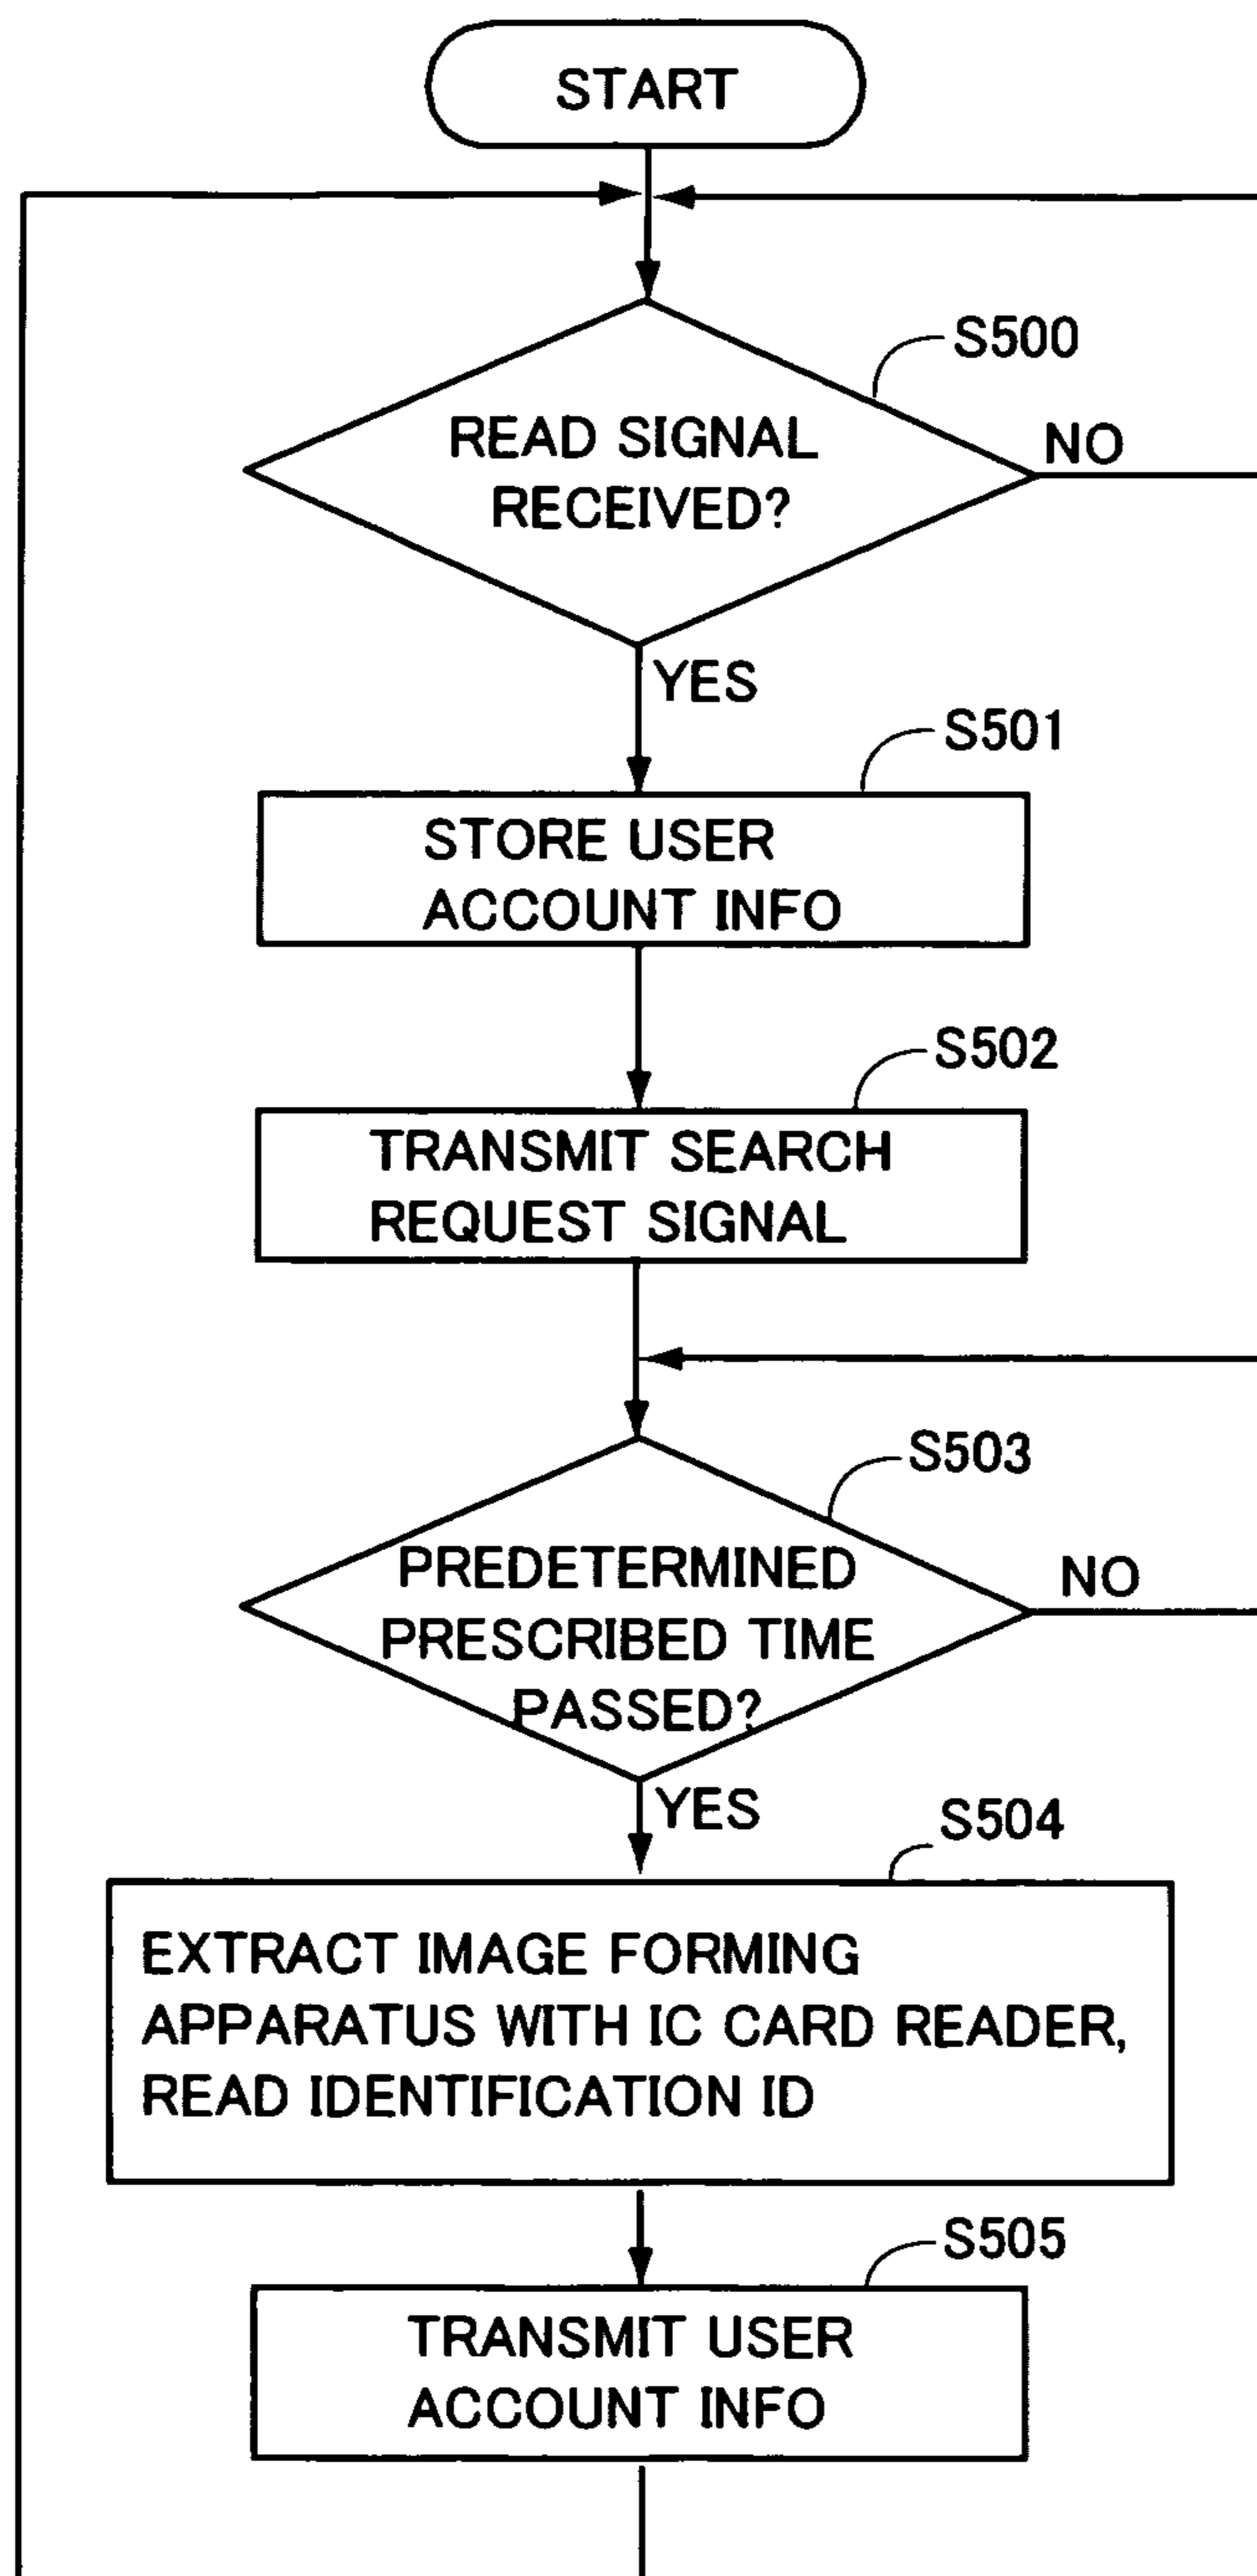 START
S500
READ SIGNAL
RECEIVED?
NO
YES
S501
STORE USER
ACCOUNT INFO
S502
TRANSMIT SEARCH
REQUEST SIGNAL
S503
PREDETERMINED
PRESCRIBED TIME
PASSED?
NO
YES
S504
EXTRACT IMAGE FORMING
APPARATUS WITH IC CARD READER,
READ IDENTIFICATION ID
S505
TRANSMIT USER
ACCOUNT INFO